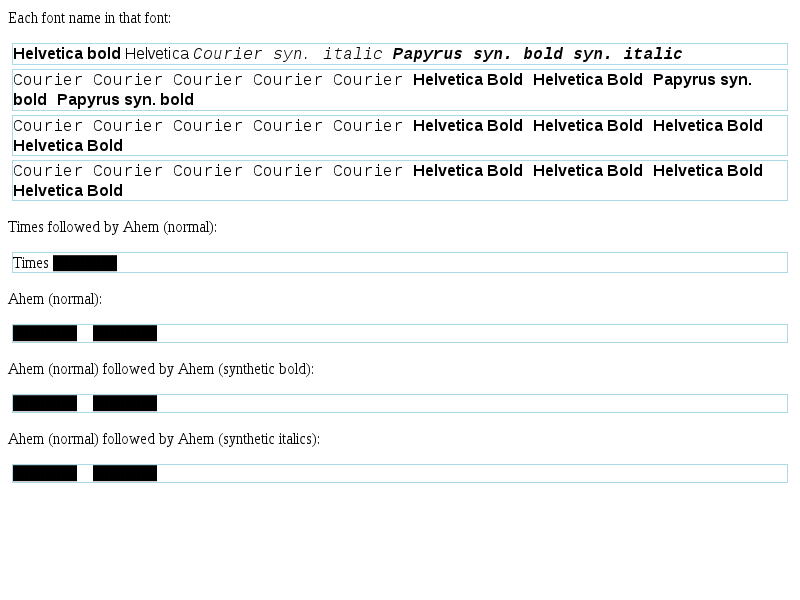 Each font name in that font:
Helvetica bold Helvetica Courier syn. italic Papyrus syn. bold syn. italic
Courier Courier Courier Courier Courier Helvetica Bold Helvetica Bold Papyrus syn.
bold Papyrus syn. bold
Courier Courier Courier Courier Courier Helvetica Bold Helvetica Bold Helvetica Bold
Helvetica Bold
Courier Courier Courier Courier Courier Helvetica Bold Helvetica Bold Helvetica Bold
Helvetica Bold
Times followed by Ahem (normal):
Times
Ahem (normal):
Ahem (normal) followed by Ahem (synthetic bold):
Ahem (normal) followed by Ahem (synthetic italics):